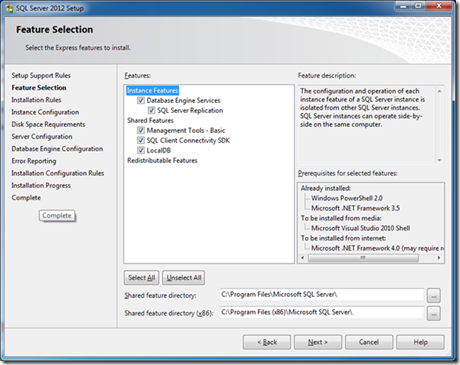 SQL Server 2012 Setup
Feature Selection
Select the Express features to install.
Setup Support Rules
Feature Selection
Installation Rules
Instance Configuration
Disk Space Requirements
Server Configuration
Database Engine Configuration
Error Reporting
Installation Configuration Rules
Installation Progress
Complete
Complete
Features:
Instance Features
Database Engine Services
SQL Server Replication
Shared Features
Management Tools - Basic
SQL Client Connectivity SDK
LocalDB
Redistributable Features
Feature description:
The configuration and operation of each
instance feature of a SQL Server instance is
isolated from other SQL Server instances.
SQL Server instances can operate side-by-
side on the same computer.
Prerequisites for selected features:
Already installed:
Windows PowerShell 2.0
Microsoft .NET Framework 3.5
To be installed from media:
Microsoft Visual Studio 2010 Shell
To be installed from internet:
Microsoft .NET Framework 4.0 (may require r
Select All
Unselect All
Shared feature directory:
C:\Program Files\Microsoft SQL Server\
...
Shared feature directory (x86):
C:\Program Files (x86)\Microsoft SQL Server\
...
< Back
Next >
Cancel
Help